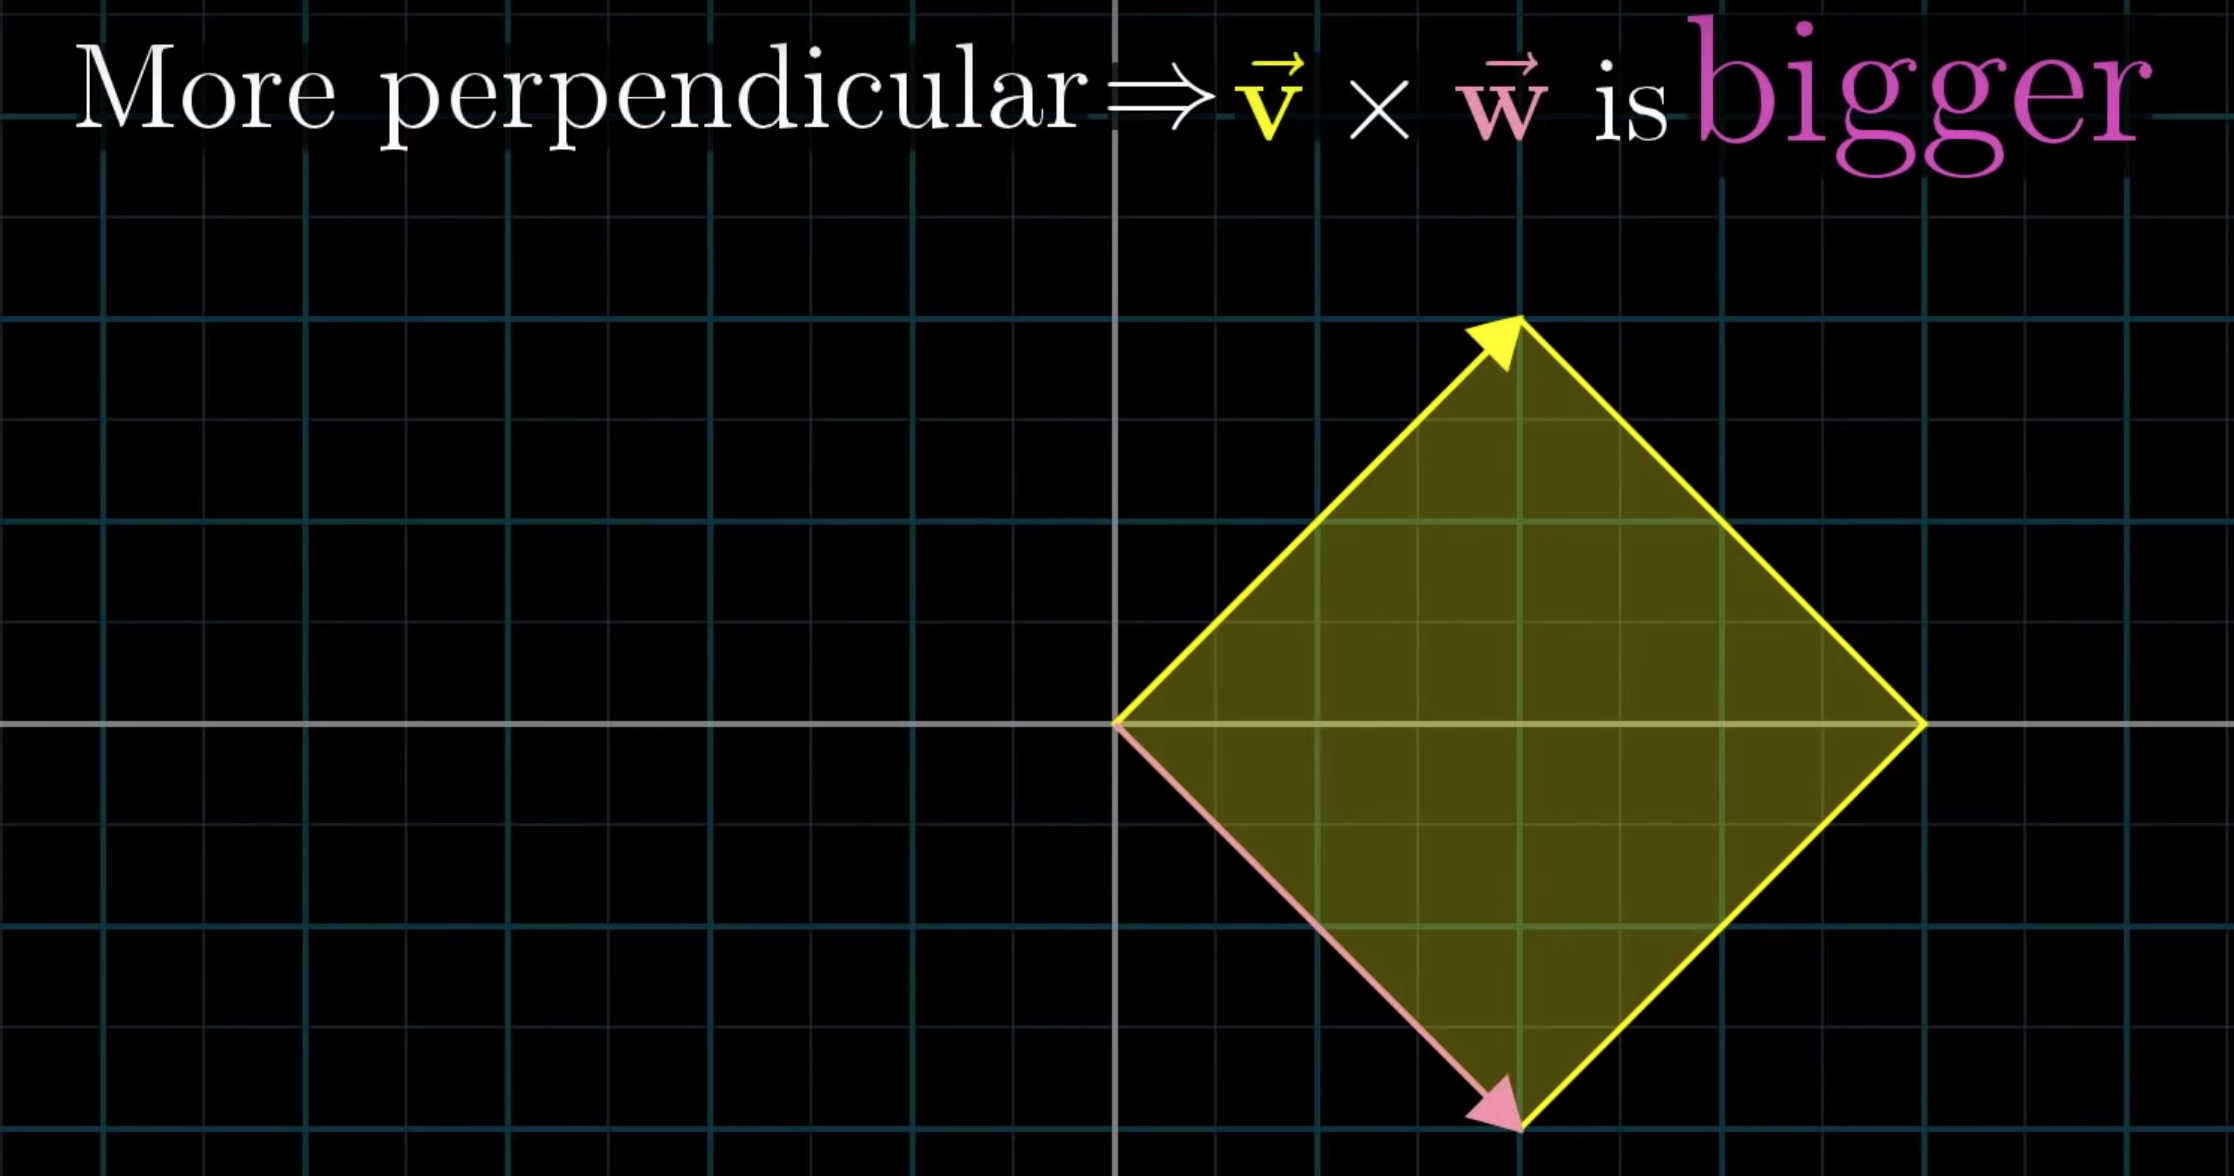 More perpendicular ⇒ v⃗ × w⃗ is bigger